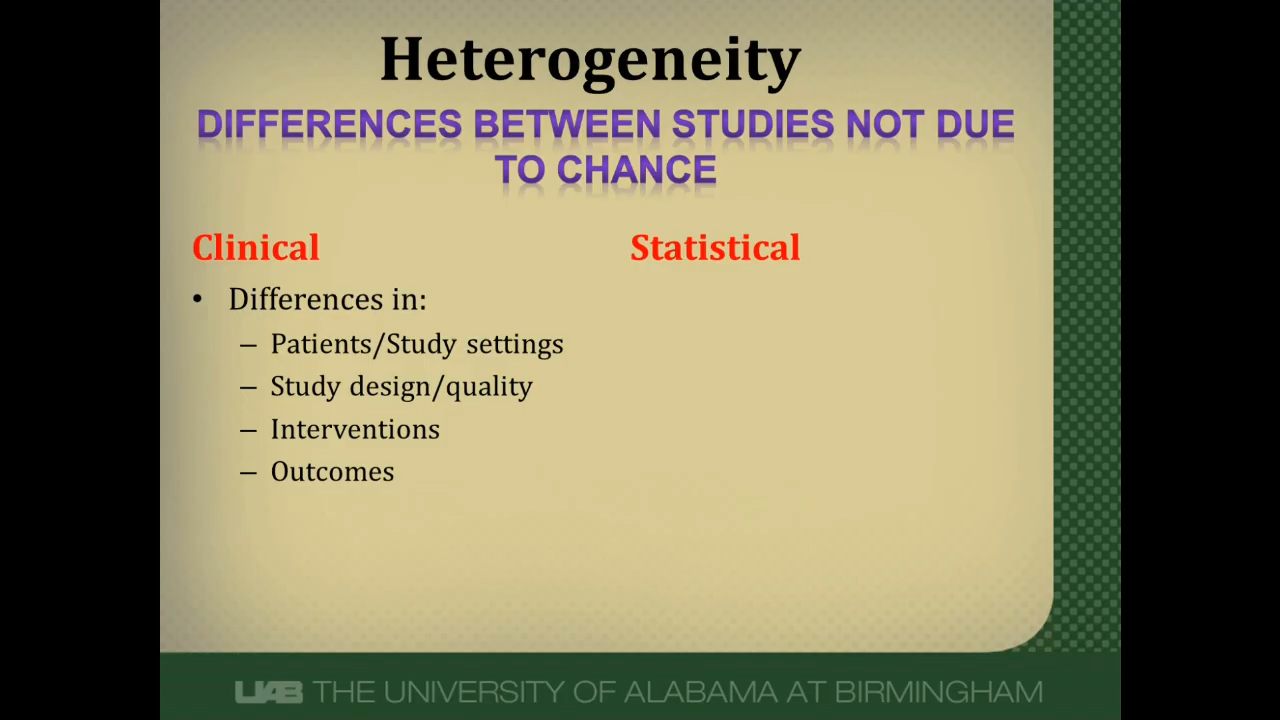 Heterogeneity
DIFFERENCES BETWEEN STUDIES NOT DUE
TO CHANCE
Clinical
Statistical
• Differences in:
– Patients/Study settings
– Study design/quality
– Interventions
– Outcomes
UAB THE UNIVERSITY OF ALABAMA AT BIRMINGHAM